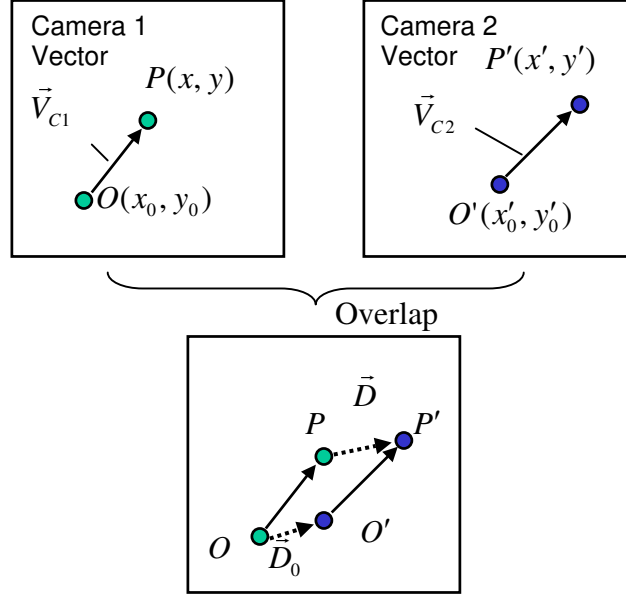 Camera 1
Vector
P(x, y)
V⃗_{C1}
O(x₀, y₀)
Camera 2
Vector
P′(x′, y′)
V⃗_{C2}
O'(x′₀, y′₀)
Overlap
D⃗
P
P′
O
O′
D⃗₀